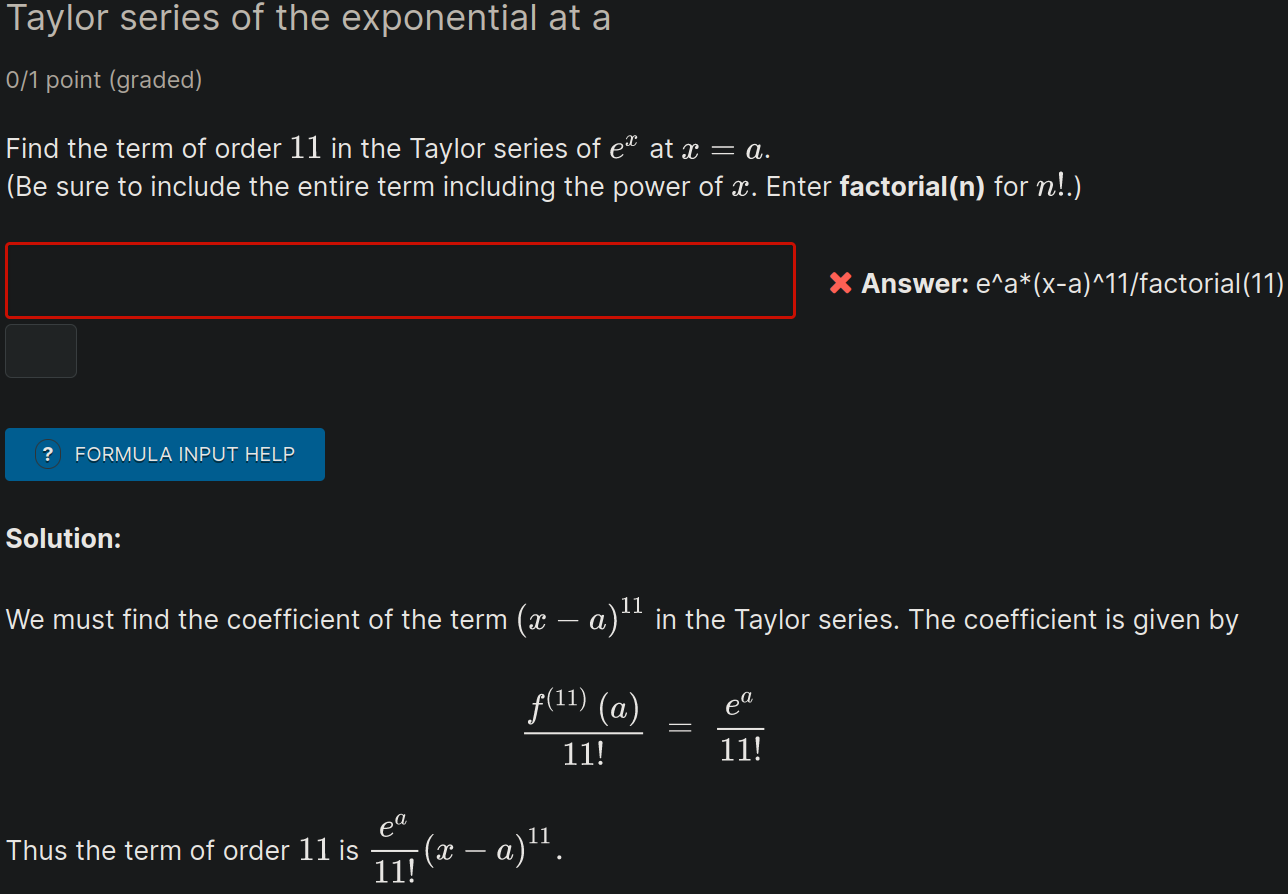 Taylor series of the exponential at a
0/1 point (graded)
Find the term of order 11 in the Taylor series of $e^x$ at $x = a$.
(Be sure to include the entire term including the power of $x$. Enter factorial(n) for $n!$.)
✖ Answer: e^a*(x-a)^11/factorial(11)
? FORMULA INPUT HELP
Solution:
We must find the coefficient of the term $(x - a)^{11}$ in the Taylor series. The coefficient is given by
$\frac{f^{(11)}(a)}{11!} = \frac{e^a}{11!}$
Thus the term of order 11 is $\frac{e^a}{11!}(x - a)^{11}$.